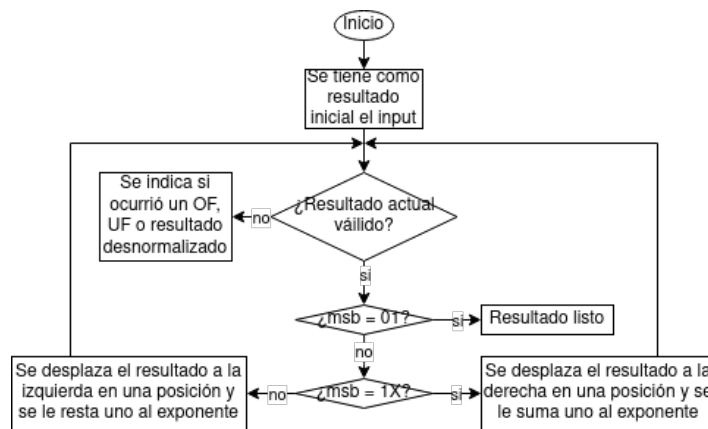 Inicio
Se tiene como
resultado
inicial el input
¿Resultado actual
váilido?
no
Se indica si
ocurrió un OF,
UF o resultado
desnormalizado
si
¿msb = 01?
si
Resultado listo
no
¿msb = 1X?
no
Se desplaza el resultado a la
izquierda en una posición y
se le resta uno al exponente
si
Se desplaza el resultado a la
derecha en una posición y se
le suma uno al exponente